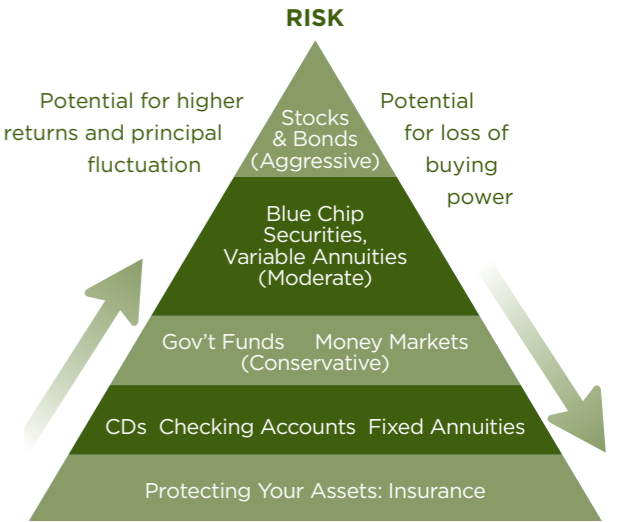 RISK
Potential for higher
returns and principal
fluctuation
Potential
for loss of
buying
power
Stocks
& Bonds
(Aggressive)
Blue Chip
Securities,
Variable Annuities
(Moderate)
Gov't Funds Money Markets
(Conservative)
CDs Checking Accounts Fixed Annuities
Protecting Your Assets: Insurance